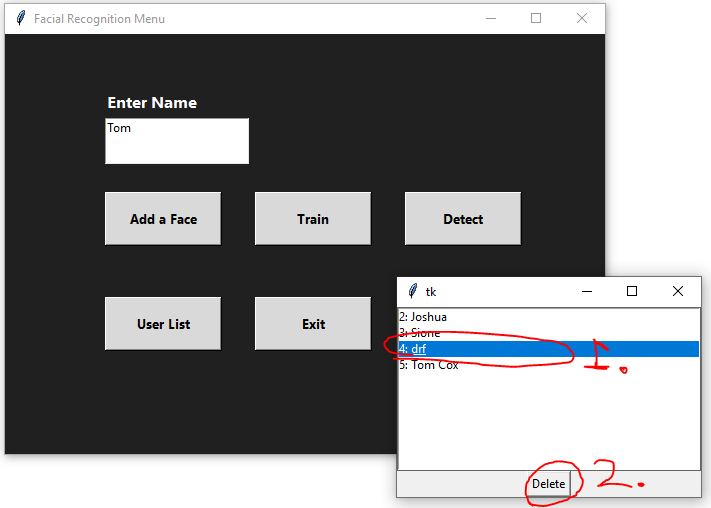 Facial Recognition Menu
Enter Name
Tom
Add a Face Train Detect
User List Exit
tk
2: Joshua
3: Sione
4: drf
5: Tom Cox
1.
Delete
2.